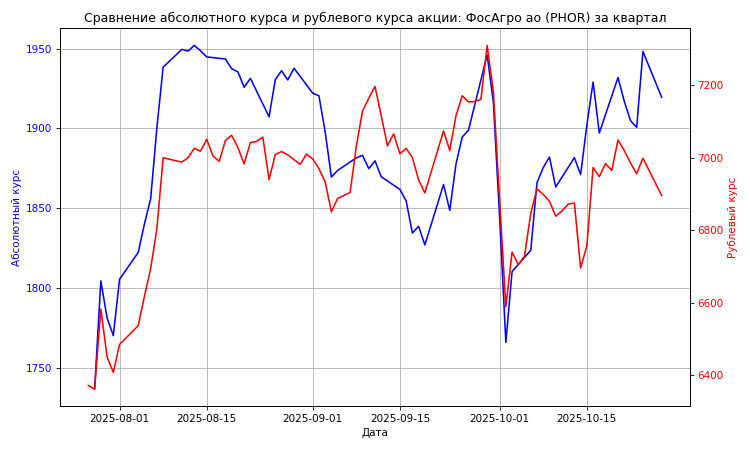 Сравнение абсолютного курса и рублевого курса акции: ФосАгро ао (PHOR) за квартал
1950
1900
1850
1800
1750
Абсолютный курс
7200
7000
6800
6600
6400
Рублевый курс
2025-08-01 2025-08-15 2025-09-01 2025-09-15 2025-10-01 2025-10-15
Дата